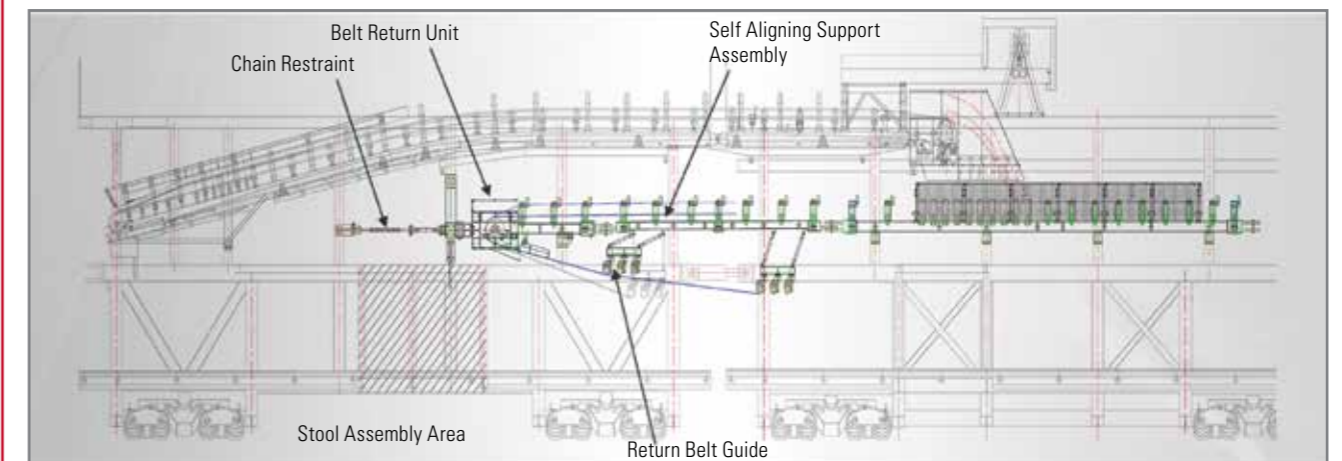 Belt Return Unit
Self Aligning Support
Assembly
Chain Restraint
Stool Assembly Area
Return Belt Guide